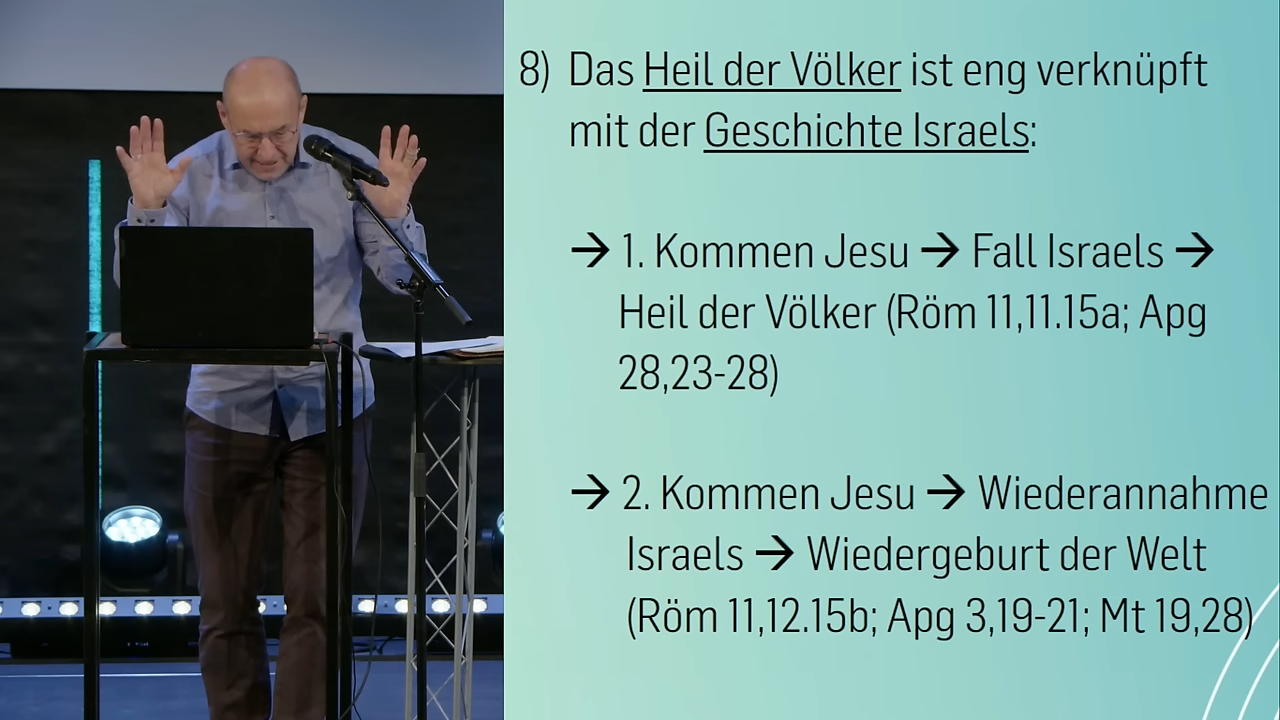 8) Das Heil der Völker ist eng verknüpft
mit der Geschichte Israels:
→ 1. Kommen Jesu → Fall Israels →
Heil der Völker (Röm 11,11.15a; Apg
28,23-28)
→ 2. Kommen Jesu → Wiederannahme
Israels → Wiedergeburt der Welt
(Röm 11,12.15b; Apg 3,19-21; Mt 19,28)